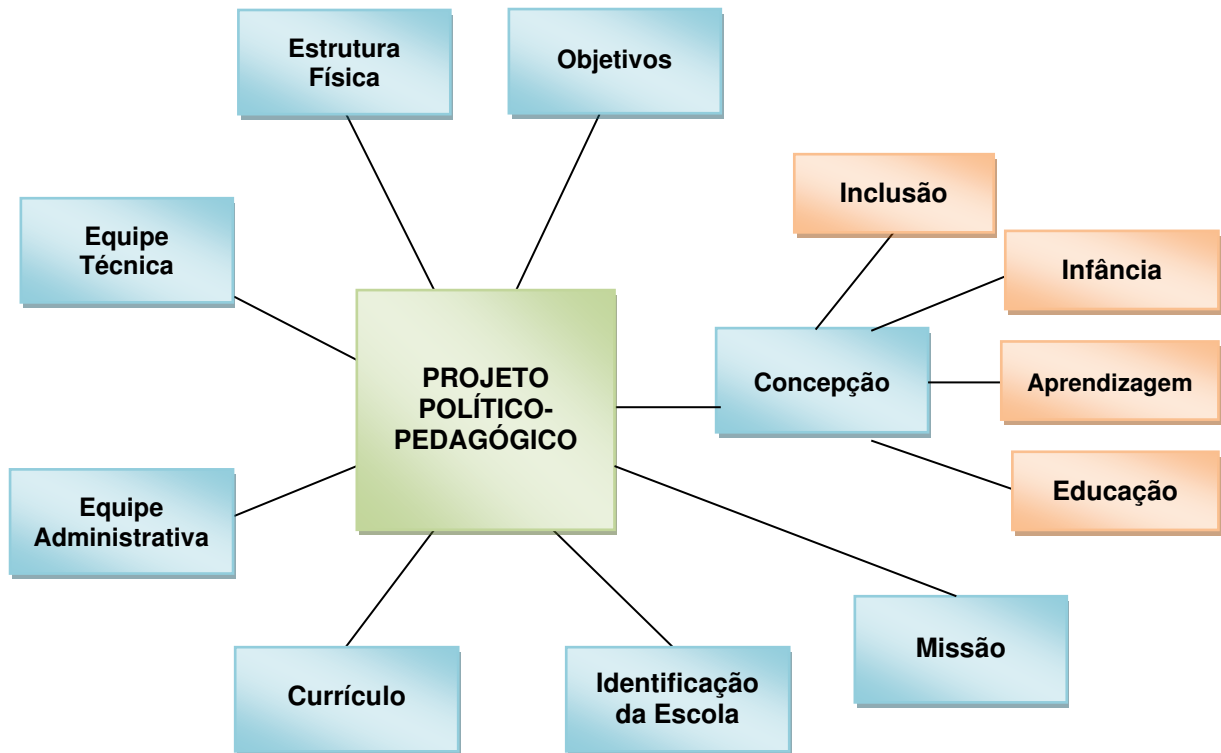 Estrutura
Física
Objetivos
Inclusão
Equipe
Técnica
Infância
PROJETO
POLÍTICO-
PEDAGÓGICO
Concepção
Aprendizagem
Equipe
Administrativa
Educação
Missão
Currículo
Identificação
da Escola